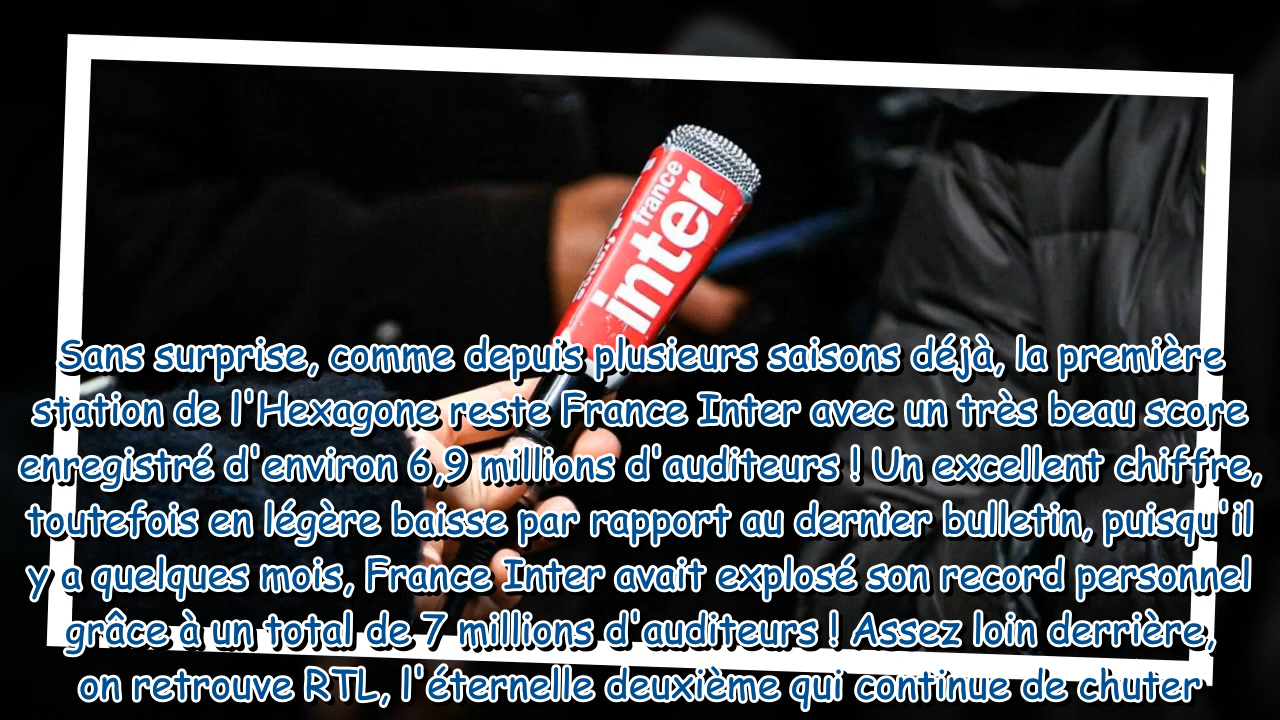 france
inter
Sans surprise, comme depuis plusieurs saisons déjà, la première
station de l'Hexagone reste France Inter avec un très beau score
enregistré d'environ 6,9 millions d'auditeurs ! Un excellent chiffre,
toutefois en légère baisse par rapport au dernier bulletin, puisqu'il
y a quelques mois, France Inter avait explosé son record personnel
grâce à un total de 7 millions d'auditeurs ! Assez loin derrière,
on retrouve RTL, l'éternelle deuxième qui continue de chuter